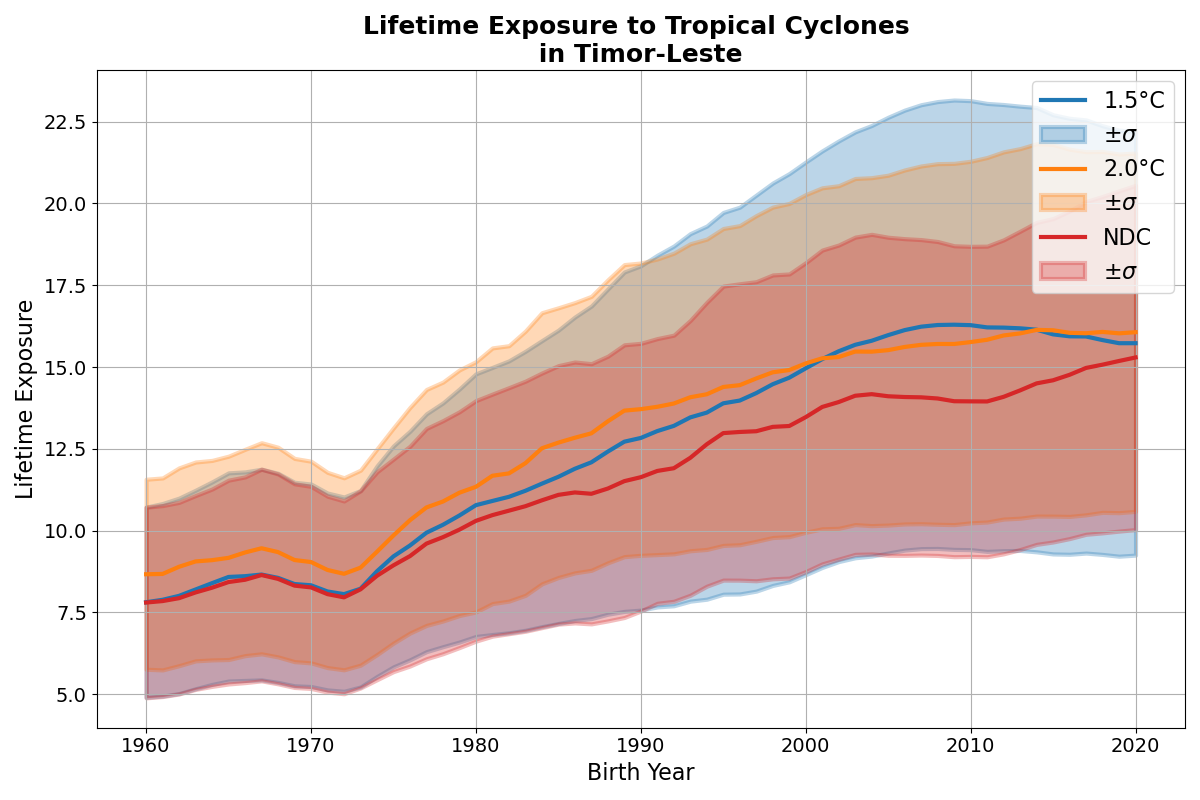 Lifetime Exposure to Tropical Cyclones
in Timor-Leste
Lifetime Exposure
22.5
20.0
17.5
15.0
12.5
10.0
7.5
5.0
1.5°C
±σ
2.0°C
±σ
NDC
±σ
1960
1970
1980
1990
2000
2010
2020
Birth Year